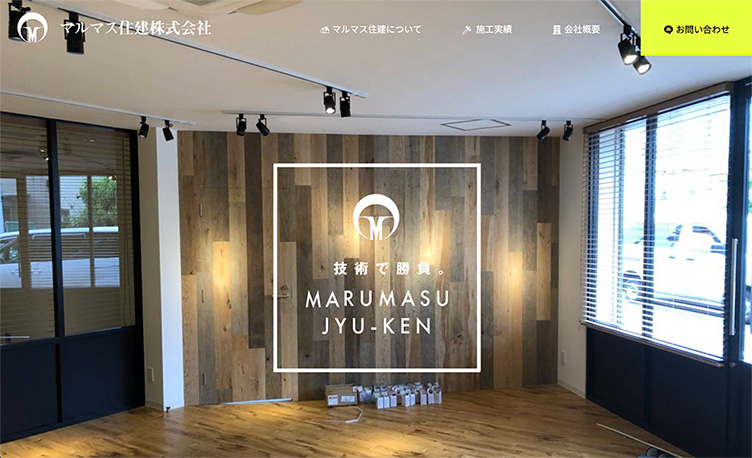 マルマス住建株式会社
マルマス住建について
施工実績
会社概要
お問い合わせ
M
技術で勝負。
MARUMASU
JYU-KEN